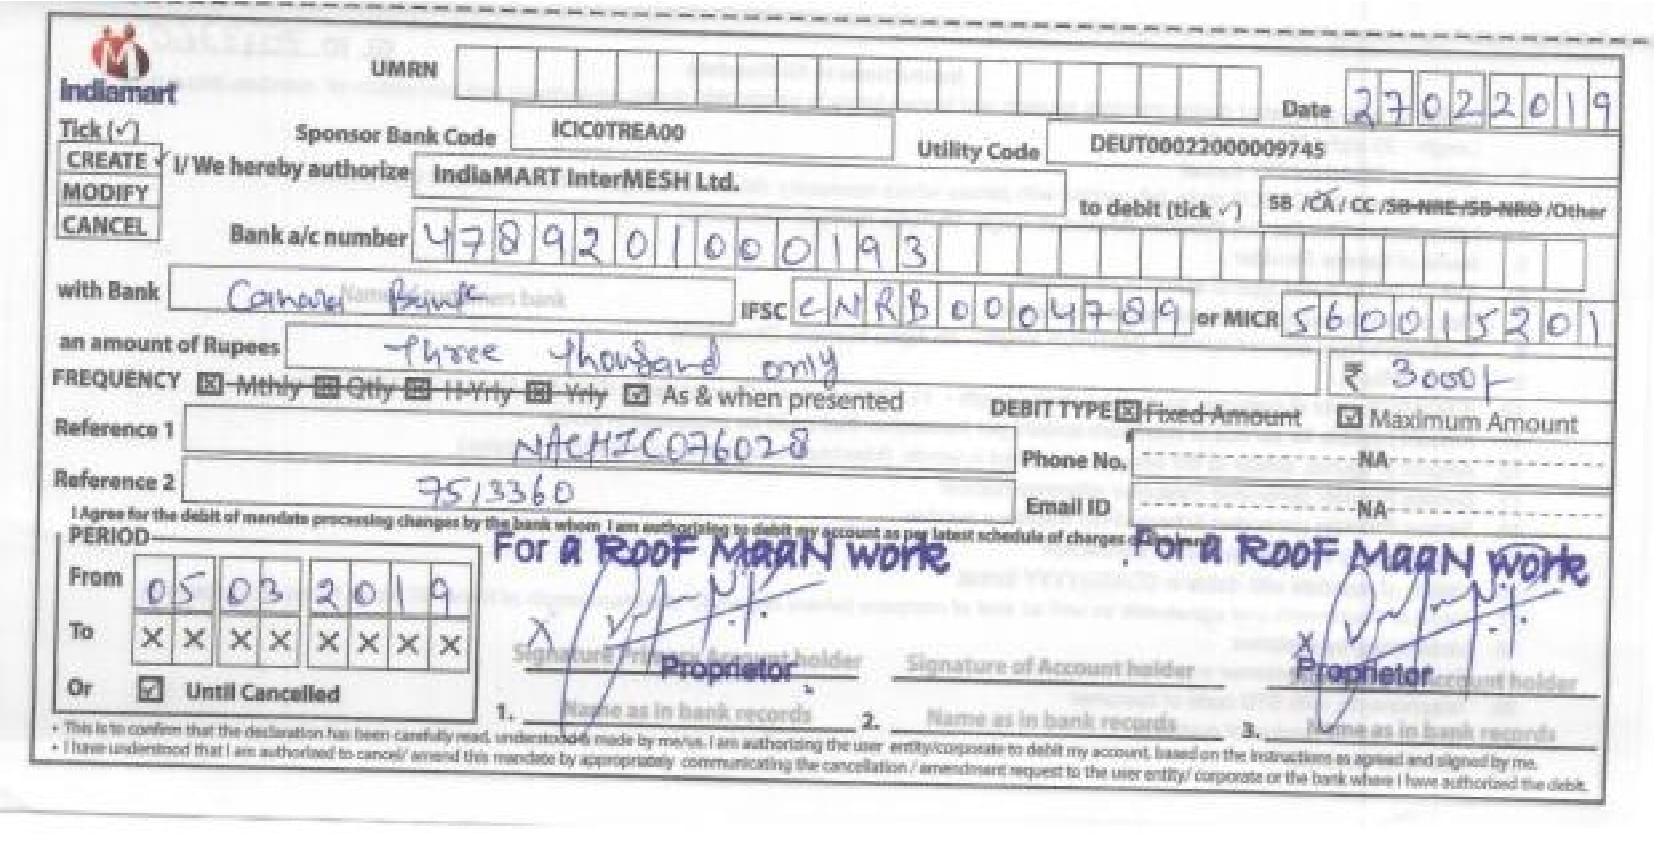 indiamart
UMRN
Date 27022019
Tick (✓)
Sponsor Bank Code ICIC0TREA00 Utility Code DEUT00022000009745
CREATE ✓ I/ We hereby authorize IndiaMART InterMESH Ltd. to debit (tick ✓) SB /CA / CC /SB-NRE /SB-NRO /Other
MODIFY
CANCEL
Bank a/c number 4789201000193
with Bank Canara Bank IFSC CNRB0004789 or MICR 560015201
an amount of Rupees Three thousand only ₹ 3000/-
FREQUENCY ☒ Mthly ☒ Qtly ☒ H-Yrly ☒ Yrly ☑ As & when presented DEBIT TYPE ☒ Fixed Amount ☑ Maximum Amount
Reference 1 NACHIC076028 Phone No. NA
Reference 2 7513360 Email ID NA
I Agree for the debit of mandate processing charges by the bank whom I am authorizing to debit my account as per latest schedule of charges
PERIOD
From 05032019
To XXXXXXXX
Or ☑ Until Cancelled
For a ROOF MaaN work
Signature Primary Account holder
Proprietor
Signature of Account holder
For a ROOF MaaN work
Proprietor Account holder
1. Name as in bank records 2. Name as in bank records 3. Name as in bank records
• This is to confirm that the declaration has been carefully read, understood & made by me/us. I am authorizing the user entity/corporate to debit my account, based on the instructions as agreed and signed by me.
• I have understood that I am authorized to cancel/ amend this mandate by appropriately communicating the cancellation / amendment request to the user entity/ corporate or the bank where I have authorized the debit.